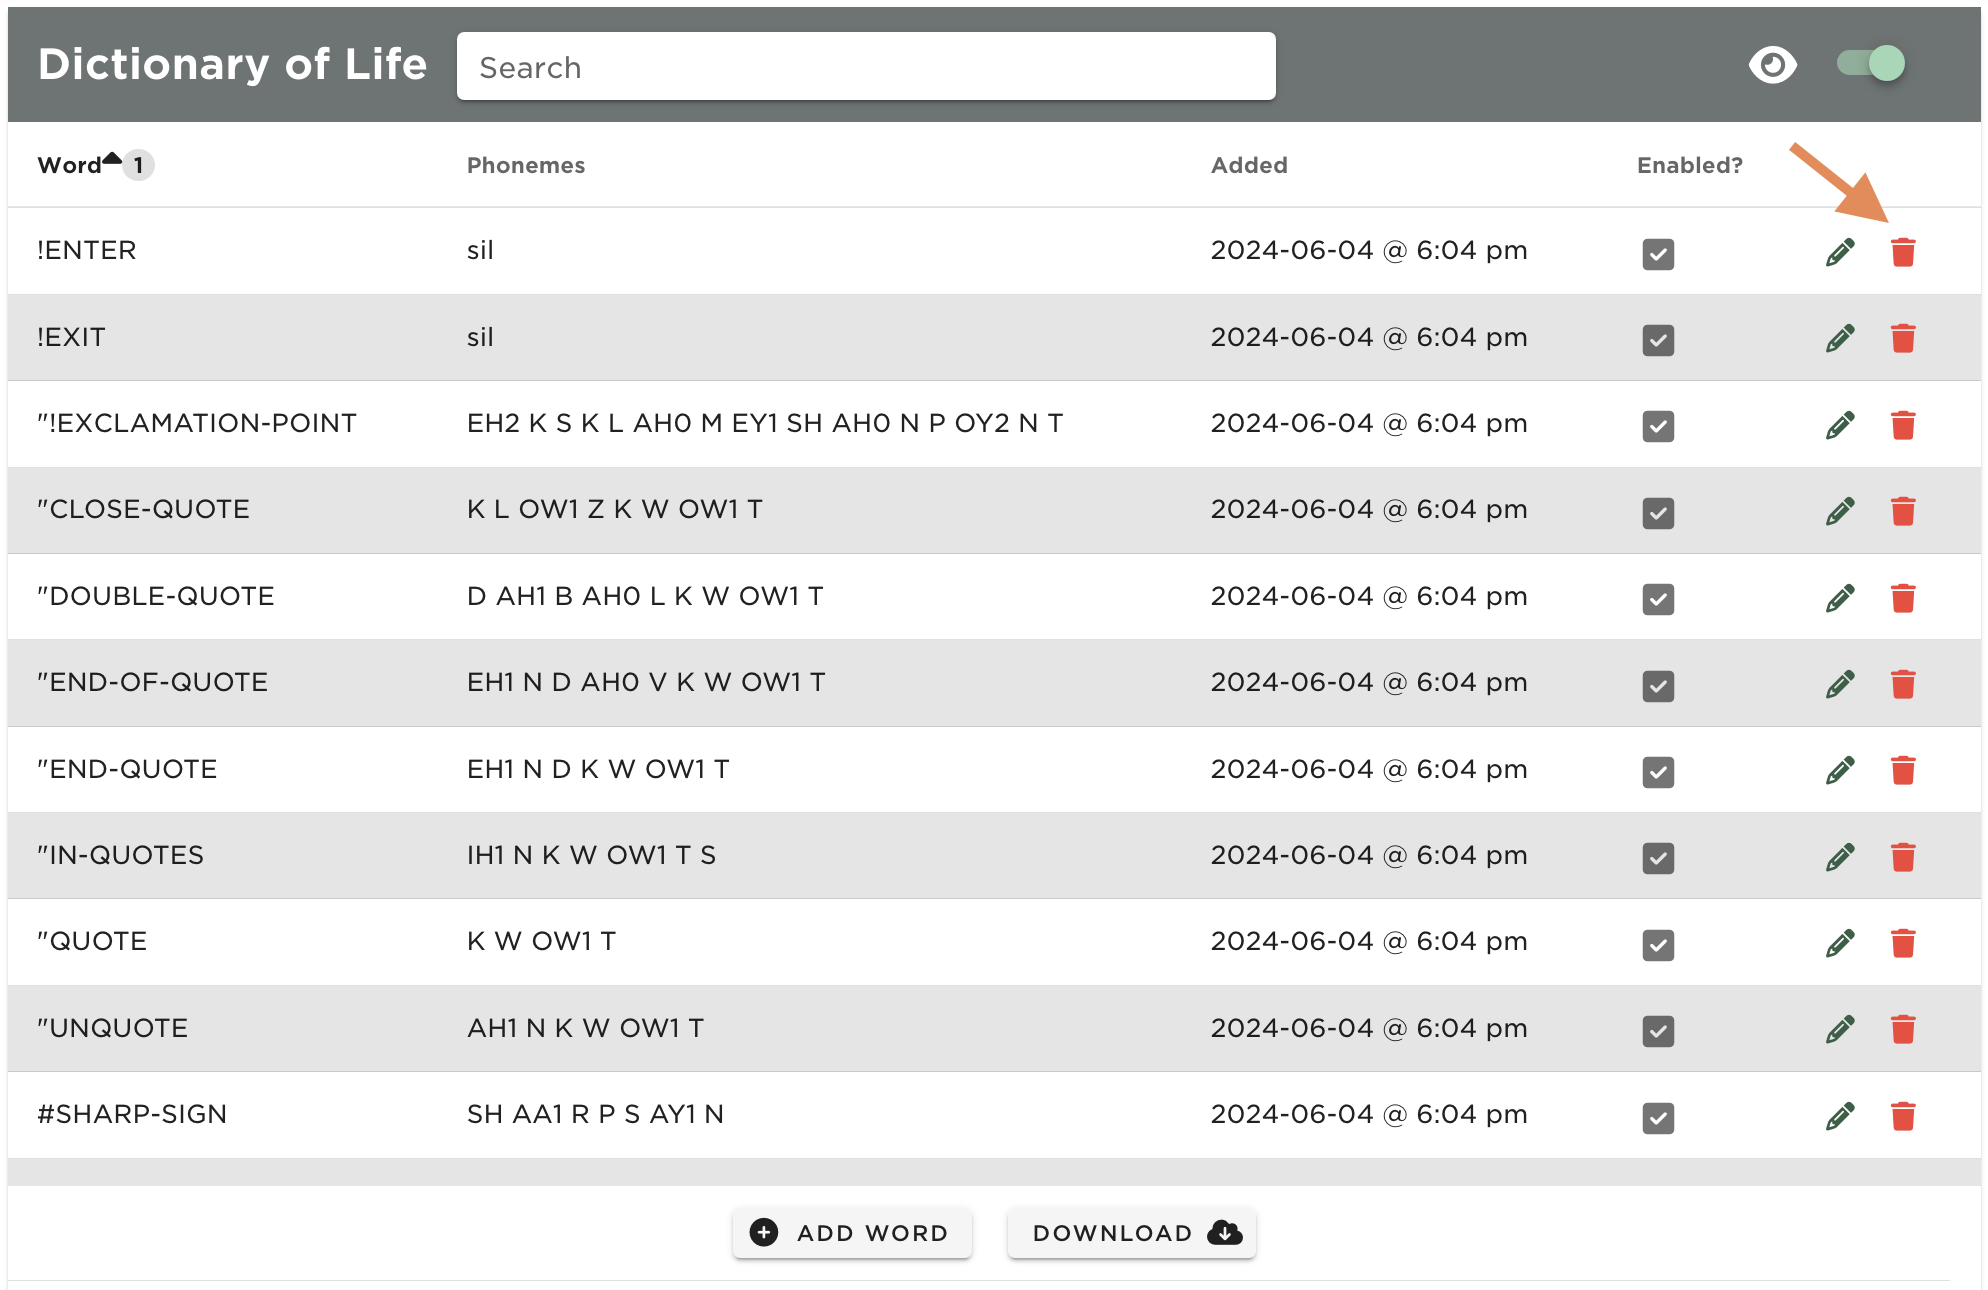 Dictionary of Life Search
Word 1 Phonemes Added Enabled?
!ENTER sil 2024-06-04 @ 6:04 pm
!EXIT sil 2024-06-04 @ 6:04 pm
"!EXCLAMATION-POINT EH2 K S K L AH0 M EY1 SH AH0 N P OY2 N T 2024-06-04 @ 6:04 pm
"CLOSE-QUOTE K L OW1 Z K W OW1 T 2024-06-04 @ 6:04 pm
"DOUBLE-QUOTE D AH1 B AH0 L K W OW1 T 2024-06-04 @ 6:04 pm
"END-OF-QUOTE EH1 N D AH0 V K W OW1 T 2024-06-04 @ 6:04 pm
"END-QUOTE EH1 N D K W OW1 T 2024-06-04 @ 6:04 pm
"IN-QUOTES IH1 N K W OW1 T S 2024-06-04 @ 6:04 pm
"QUOTE K W OW1 T 2024-06-04 @ 6:04 pm
"UNQUOTE AH1 N K W OW1 T 2024-06-04 @ 6:04 pm
#SHARP-SIGN SH AA1 R P S AY1 N 2024-06-04 @ 6:04 pm
ADD WORD DOWNLOAD